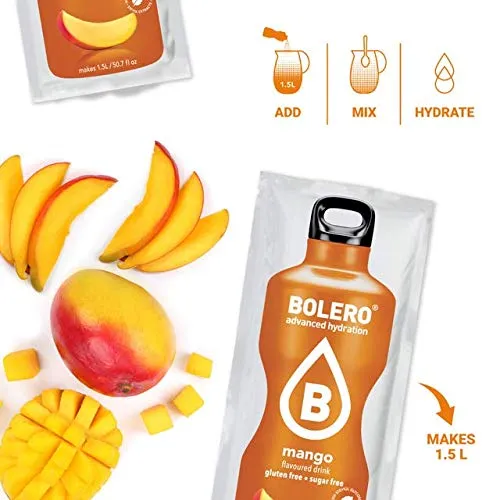 makes 1.5L / 50.7 fl oz
1.5L
ADD
MIX
HYDRATE
BOLERO®
advanced hydration
B
mango
flavoured drink
gluten free • sugar free
MAKES
1.5 L